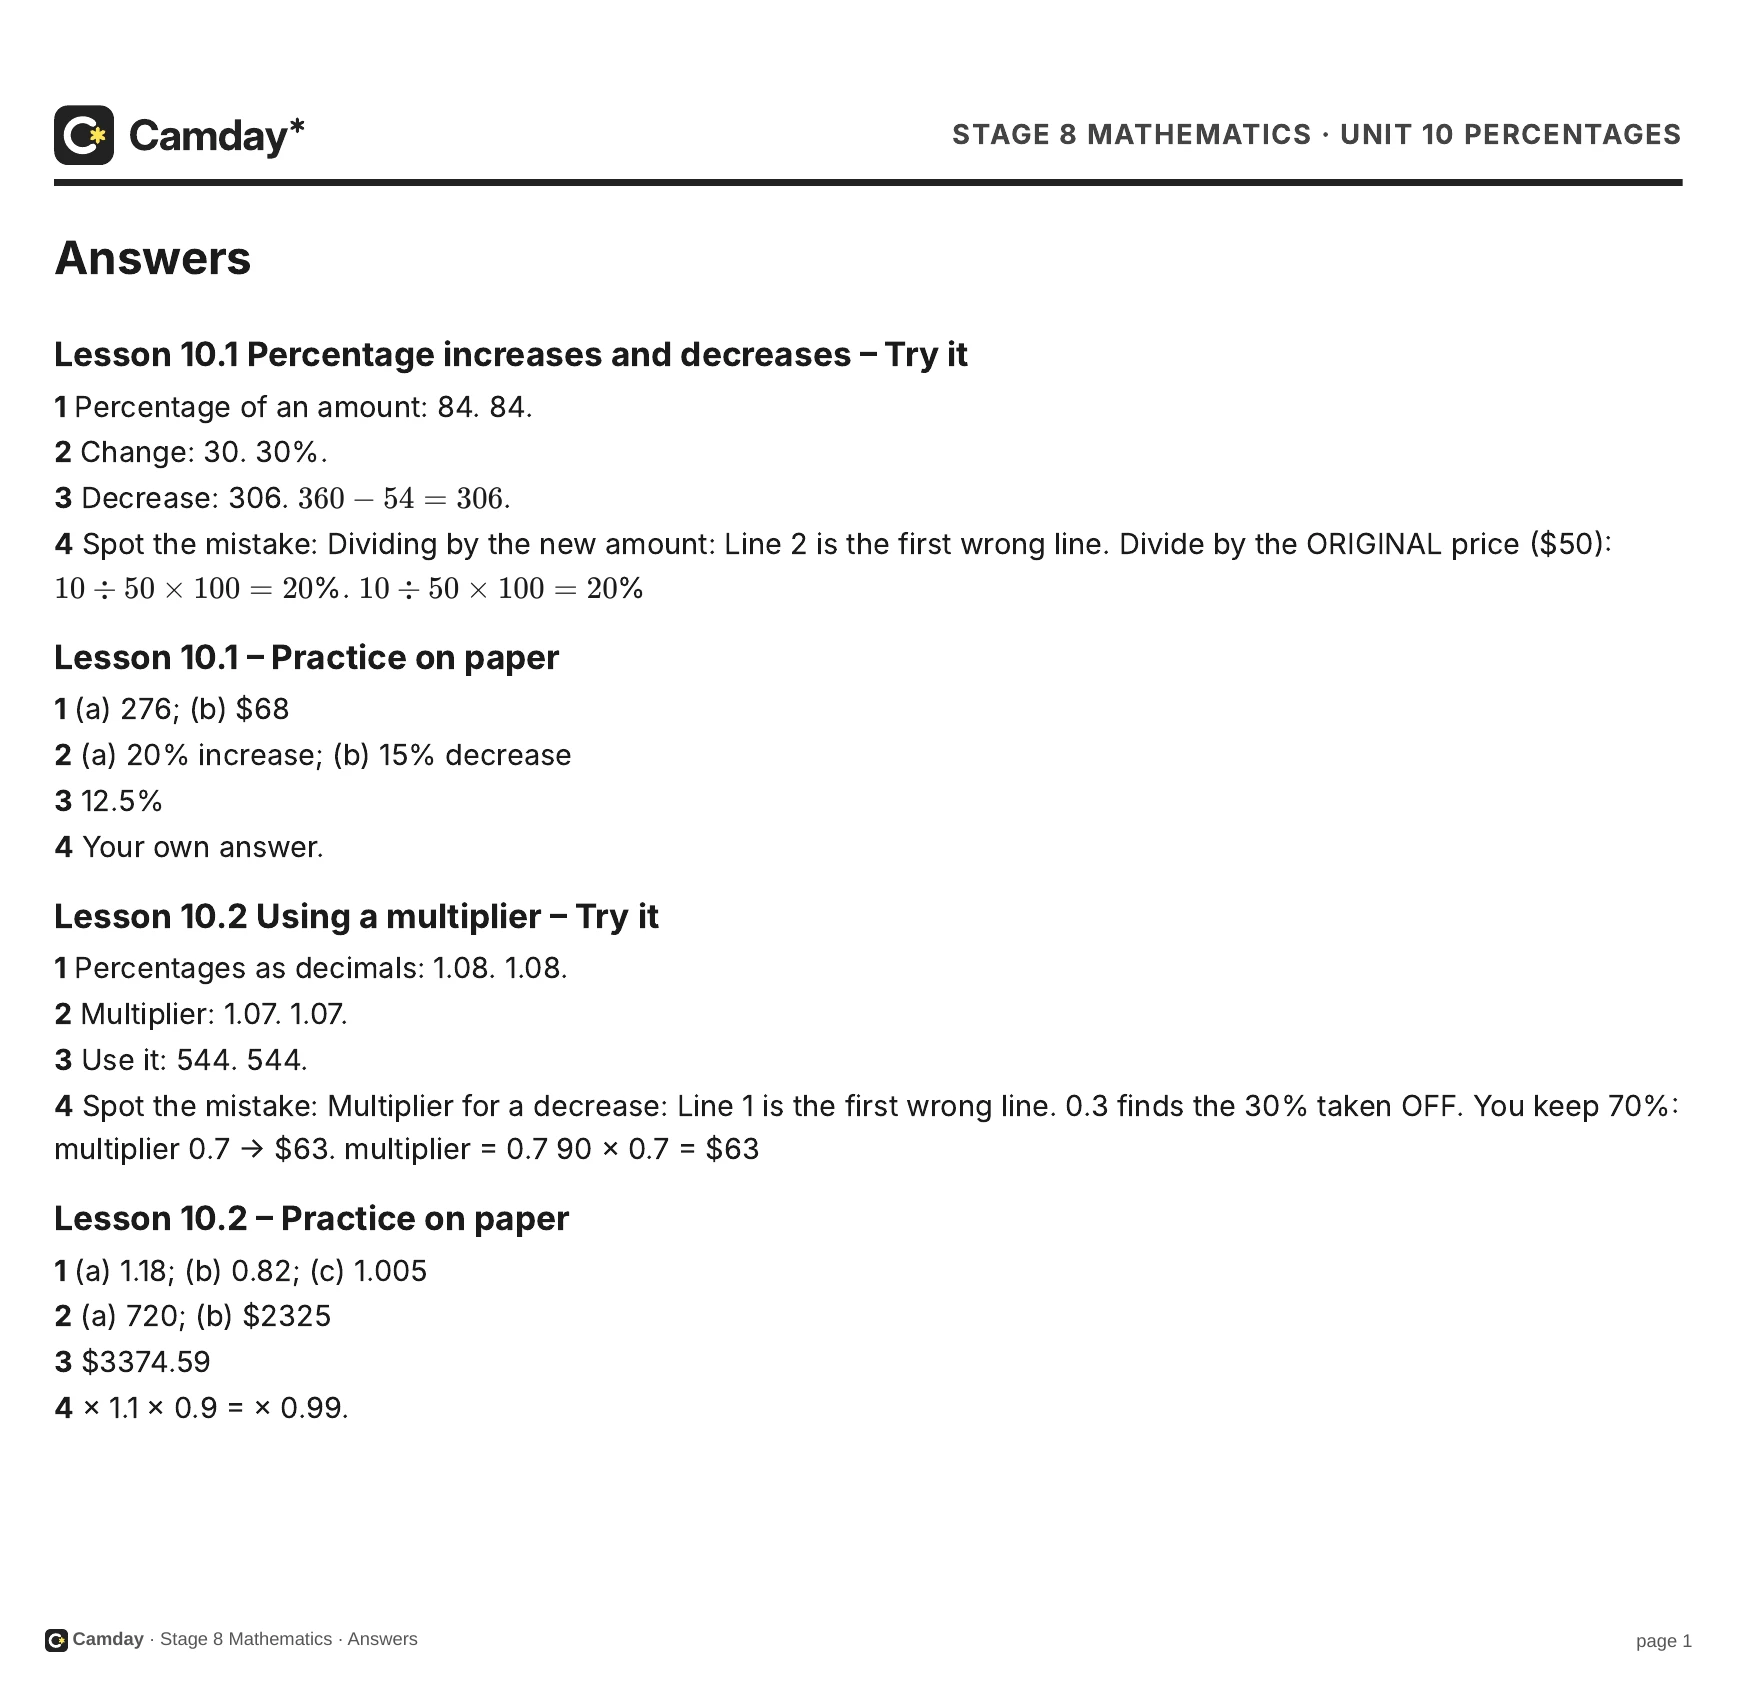 Camday*
STAGE 8 MATHEMATICS · UNIT 10 PERCENTAGES
Answers
Lesson 10.1 Percentage increases and decreases – Try it
1 Percentage of an amount: 84. 84.
2 Change: 30. 30%.
3 Decrease: 306. 360 − 54 = 306.
4 Spot the mistake: Dividing by the new amount: Line 2 is the first wrong line. Divide by the ORIGINAL price ($50):
10 ÷ 50 × 100 = 20%. 10 ÷ 50 × 100 = 20%
Lesson 10.1 – Practice on paper
1 (a) 276; (b) $68
2 (a) 20% increase; (b) 15% decrease
3 12.5%
4 Your own answer.
Lesson 10.2 Using a multiplier – Try it
1 Percentages as decimals: 1.08. 1.08.
2 Multiplier: 1.07. 1.07.
3 Use it: 544. 544.
4 Spot the mistake: Multiplier for a decrease: Line 1 is the first wrong line. 0.3 finds the 30% taken OFF. You keep 70%:
multiplier 0.7 → $63. multiplier = 0.7 90 × 0.7 = $63
Lesson 10.2 – Practice on paper
1 (a) 1.18; (b) 0.82; (c) 1.005
2 (a) 720; (b) $2325
3 $3374.59
4 × 1.1 × 0.9 = × 0.99.
Camday · Stage 8 Mathematics · Answers
page 1